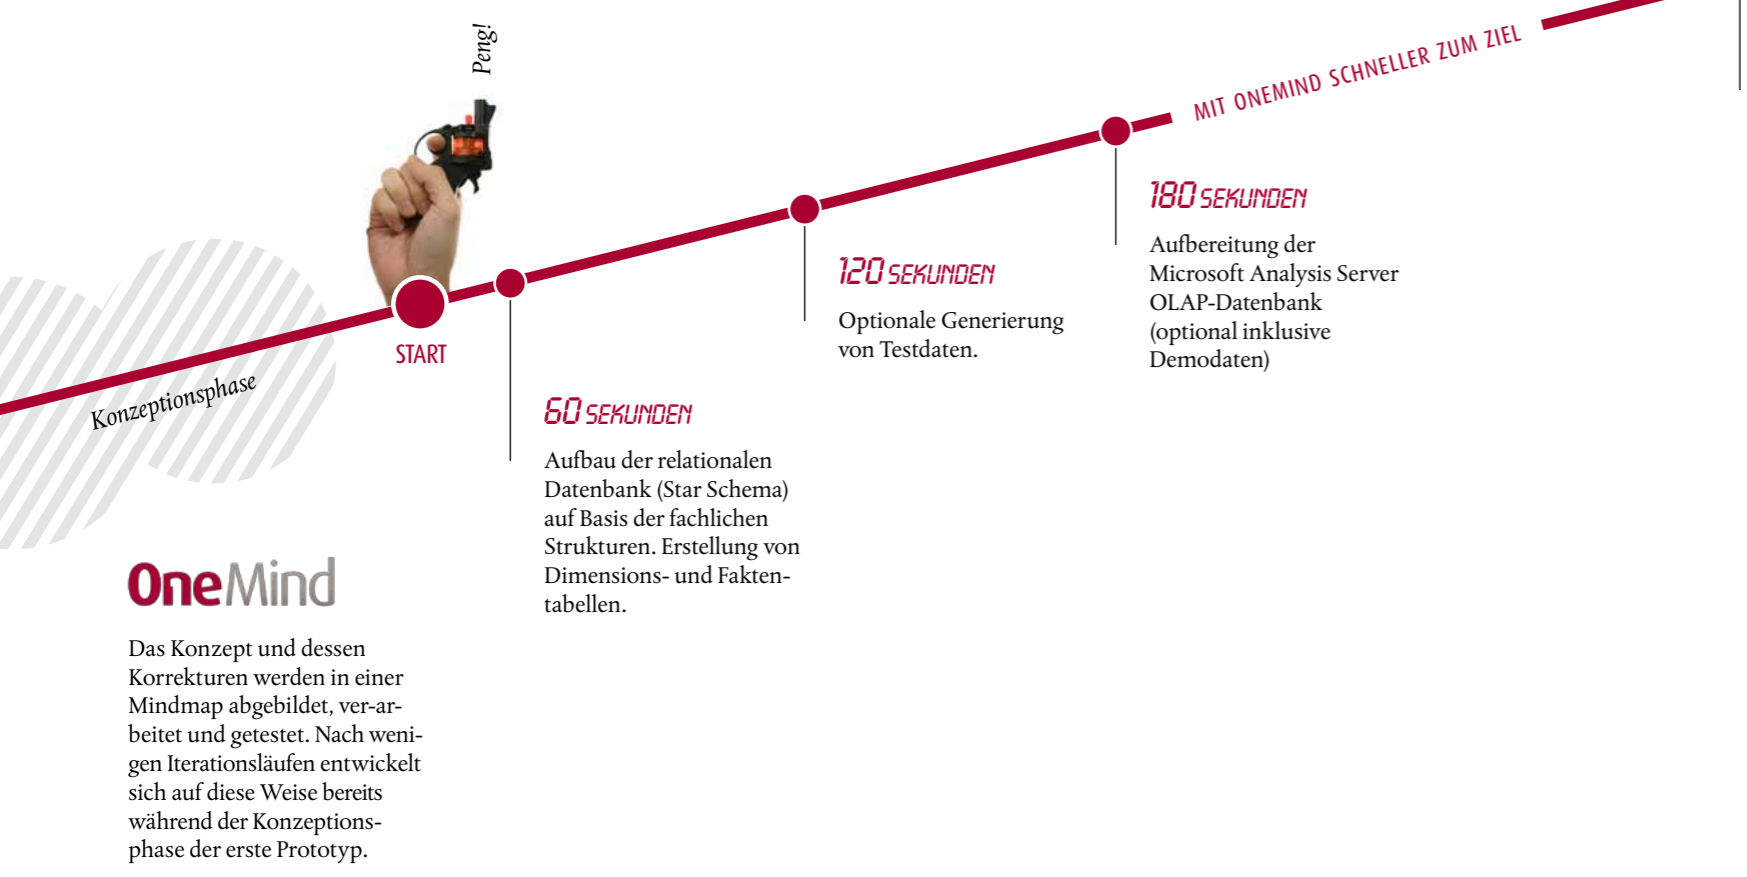 Peng!
MIT ONEMIND SCHNELLER ZUM ZIEL
START
Konzeptionsphase
OneMind
Das Konzept und dessen
Korrekturen werden in einer
Mindmap abgebildet, ver-ar-
beitet und getestet. Nach weni-
gen Iterationsläufen entwickelt
sich auf diese Weise bereits
während der Konzeptions-
phase der erste Prototyp.
60 SEKUNDEN
Aufbau der relationalen
Datenbank (Star Schema)
auf Basis der fachlichen
Strukturen. Erstellung von
Dimensions- und Fakten-
tabellen.
120 SEKUNDEN
Optionale Generierung
von Testdaten.
180 SEKUNDEN
Aufbereitung der
Microsoft Analysis Server
OLAP-Datenbank
(optional inklusive
Demodaten)